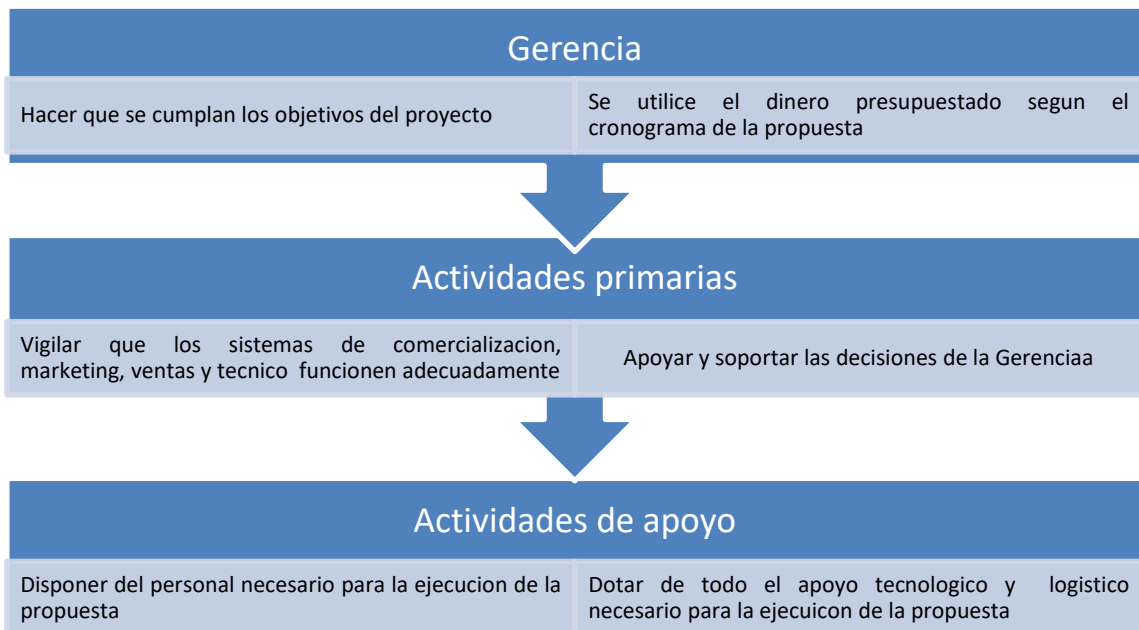 Gerencia
Hacer que se cumplan los objetivos del proyecto
Se utilice el dinero presupuestado segun el
cronograma de la propuesta
Actividades primarias
Vigilar que los sistemas de comercializacion,
marketing, ventas y tecnico funcionen adecuadamente
Apoyar y soportar las decisiones de la Gerenciaa
Actividades de apoyo
Disponer del personal necesario para la ejecucion de la
propuesta
Dotar de todo el apoyo tecnologico y logistico
necesario para la ejecuicon de la propuesta